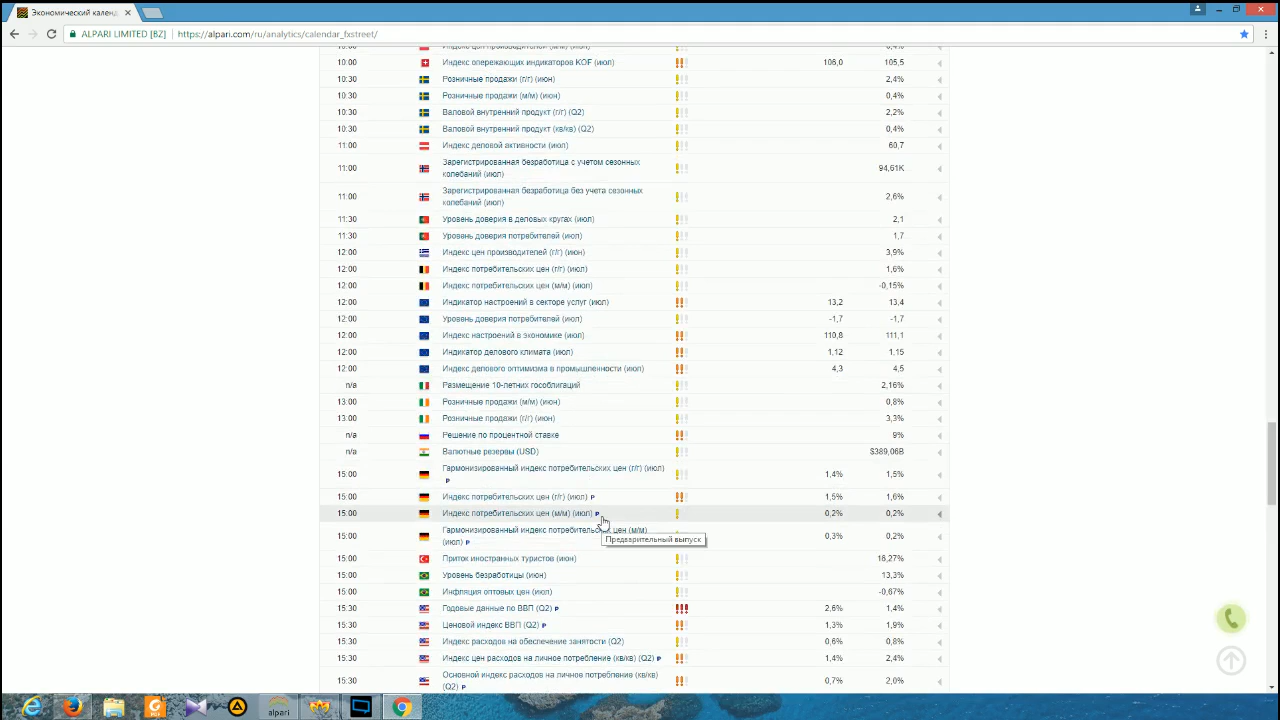 Экономический календ
ALPARI LIMITED [BZ]
https://alpari.com/ru/analytics/calendar_fxstreet/
10:00 Индекс опережающих индикаторов KOF (июл) 106,0 105,5
10:30 Розничные продажи (г/г) (июн) 2,4%
10:30 Розничные продажи (м/м) (июн) 0,4%
10:30 Валовой внутренний продукт (г/г) (Q2) 2,2%
10:30 Валовой внутренний продукт (кв/кв) (Q2) 0,4%
11:00 Индекс деловой активности (июл) 60,7
11:00 Зарегистрированная безработица с учетом сезонных
колебаний (июл) 94,61K
11:00 Зарегистрированная безработица без учета сезонных
колебаний (июл) 2,6%
11:30 Уровень доверия в деловых кругах (июл) 2,1
11:30 Уровень доверия потребителей (июл) 1,7
12:00 Индекс цен производителей (г/г) (июн) 3,9%
12:00 Индекс потребительских цен (г/г) (июл) 1,6%
12:00 Индекс потребительских цен (м/м) (июл) -0,15%
12:00 Индикатор настроений в секторе услуг (июл) 13,2 13,4
12:00 Уровень доверия потребителей (июл) -1,7 -1,7
12:00 Индекс настроений в экономике (июл) 110,8 111,1
12:00 Индикатор делового климата (июл) 1,12 1,15
12:00 Индекс делового оптимизма в промышленности (июл) 4,3 4,5
n/a Размещение 10-летних гособлигаций 2,16%
13:00 Розничные продажи (м/м) (июн) 0,8%
13:00 Розничные продажи (г/г) (июн) 3,3%
n/a Решение по процентной ставке 9%
n/a Валютные резервы (USD) $389,06B
15:00 Гармонизированный индекс потребительских цен (г/г) (июл)
P 1,4% 1,5%
15:00 Индекс потребительских цен (г/г) (июл) P 1,5% 1,6%
15:00 Индекс потребительских цен (м/м) (июл) P 0,2% 0,2%
15:00 Гармонизированный индекс потребительских цен (м/м)
(июл) P 0,3% 0,2%
Предварительный выпуск
15:00 Приток иностранных туристов (июн) 16,27%
15:00 Уровень безработицы (июн) 13,3%
15:00 Инфляция оптовых цен (июл) -0,67%
15:30 Годовые данные по ВВП (Q2) P 2,6% 1,4%
15:30 Ценовой индекс ВВП (Q2) P 1,3% 1,9%
15:30 Индекс расходов на обеспечение занятости (Q2) 0,6% 0,8%
15:30 Индекс цен расходов на личное потребление (кв/кв) (Q2) P 1,4% 2,4%
15:30 Основной индекс расходов на личное потребление (кв/кв)
(Q2) P 0,7% 2,0%
alpari